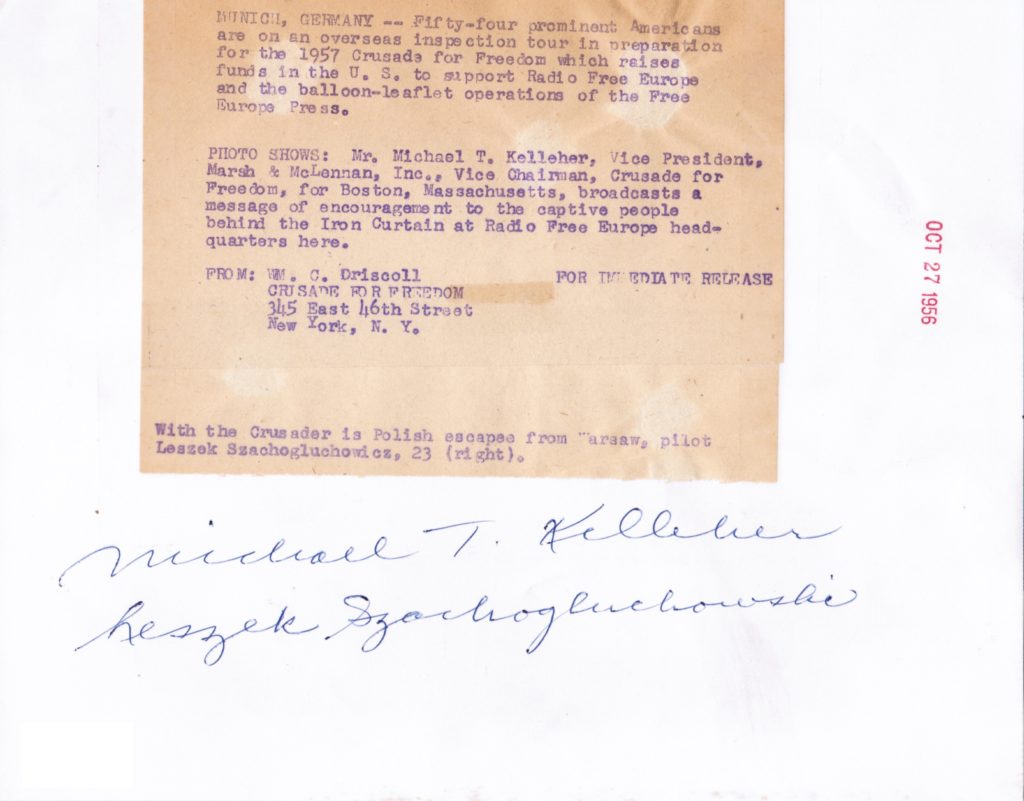 MUNICH, GERMANY -- Fifty-four prominent Americans
are on an overseas inspection tour in preparation
for the 1957 Crusade for Freedom which raises
funds in the U. S. to support Radio Free Europe
and the balloon-leaflet operations of the Free
Europe Press.
PHOTO SHOWS: Mr. Michael T. Kelleher, Vice President,
Marsh & McLennan, Inc., Vice Chairman, Crusade for
Freedom, for Boston, Massachusetts, broadcasts a
message of encouragement to the captive people
behind the Iron Curtain at Radio Free Europe head-
quarters here.
FROM: WM. C. Driscoll FOR IMMEDIATE RELEASE
CRUSADE FOR FREEDOM
345 East 46th Street
New York, N. Y.
OCT 27 1956
With the Crusader is Polish escapee from "arsaw, pilot
Leszek Szachogluchowicz, 23 (right).
Michael T. Kelleher
Leszek Szachogluchowski